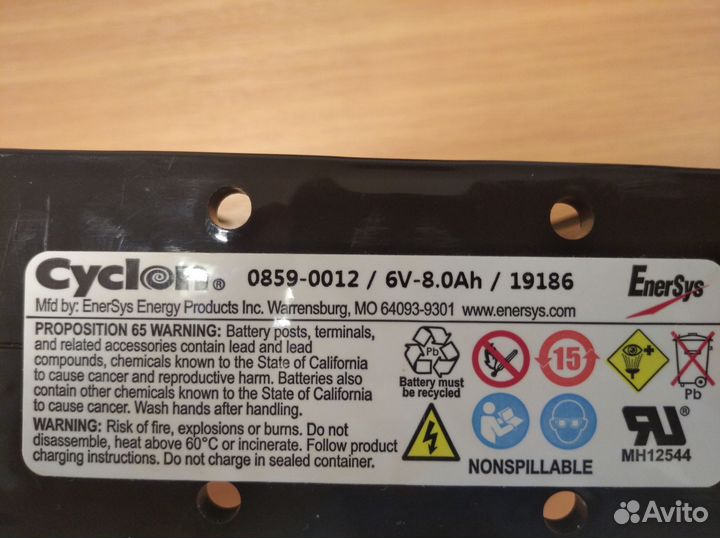 Cyclon® 0859-0012 / 6V-8.0Ah / 19186 EnerSys
Mfd by: EnerSys Energy Products Inc. Warrensburg, MO 64093-9301 www.enersys.com
PROPOSITION 65 WARNING: Battery posts, terminals,
and related accessories contain lead and lead
compounds, chemicals known to the State of California
to cause cancer and reproductive harm. Batteries also
contain other chemicals known to the State of California
to cause cancer. Wash hands after handling.
WARNING: Risk of fire, explosions or burns. Do not
disassemble, heat above 60°C or incinerate. Follow product
charging instructions. Do not charge in sealed container.
Pb
Battery must
be recycled
15
Pb
NONSPILLABLE
RU
MH12544
Avito